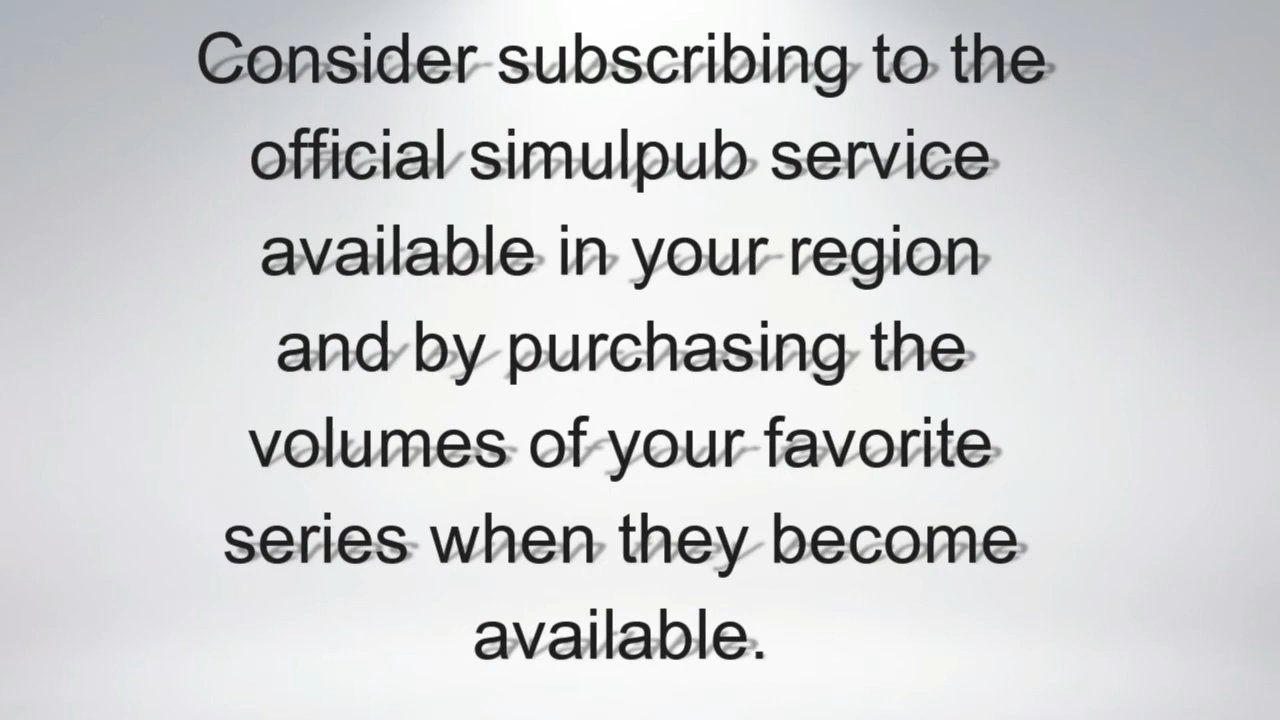 Consider subscribing to the
official simulpub service
available in your region
and by purchasing the
volumes of your favorite
series when they become
available.